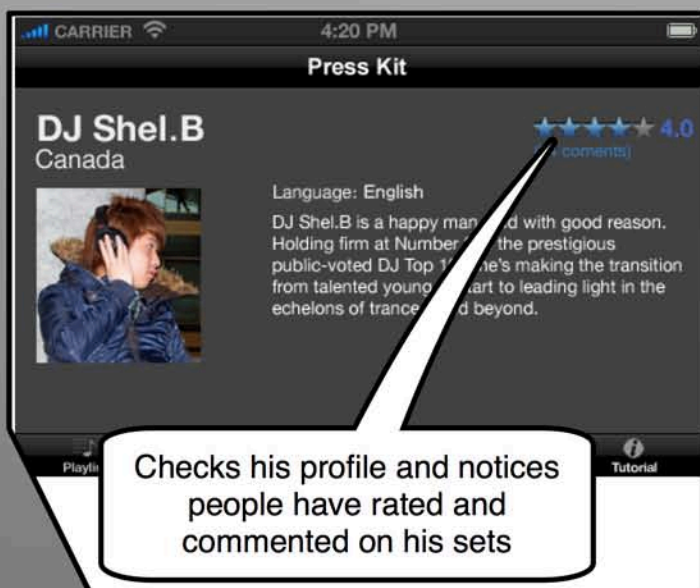 CARRIER 4:20 PM
Press Kit
DJ Shel.B
Canada
4.0
coments)
Language: English
DJ Shel.B is a happy man d with good reason.
Holding firm at Number the prestigious
public-voted DJ Top 1 he's making the transition
from talented young art to leading light in the
echelons of trance d beyond.
Playli
Tutorial
Checks his profile and notices
people have rated and
commented on his sets